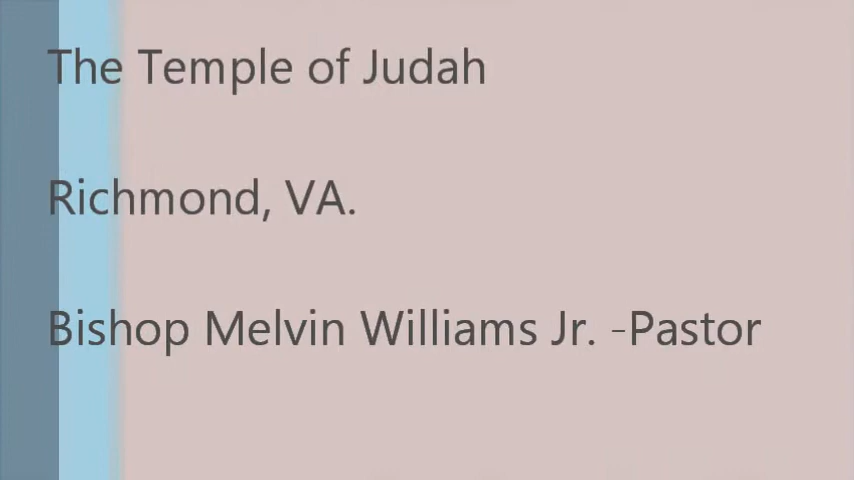 The Temple of Judah
Richmond, VA.
Bishop Melvin Williams Jr. -Pastor